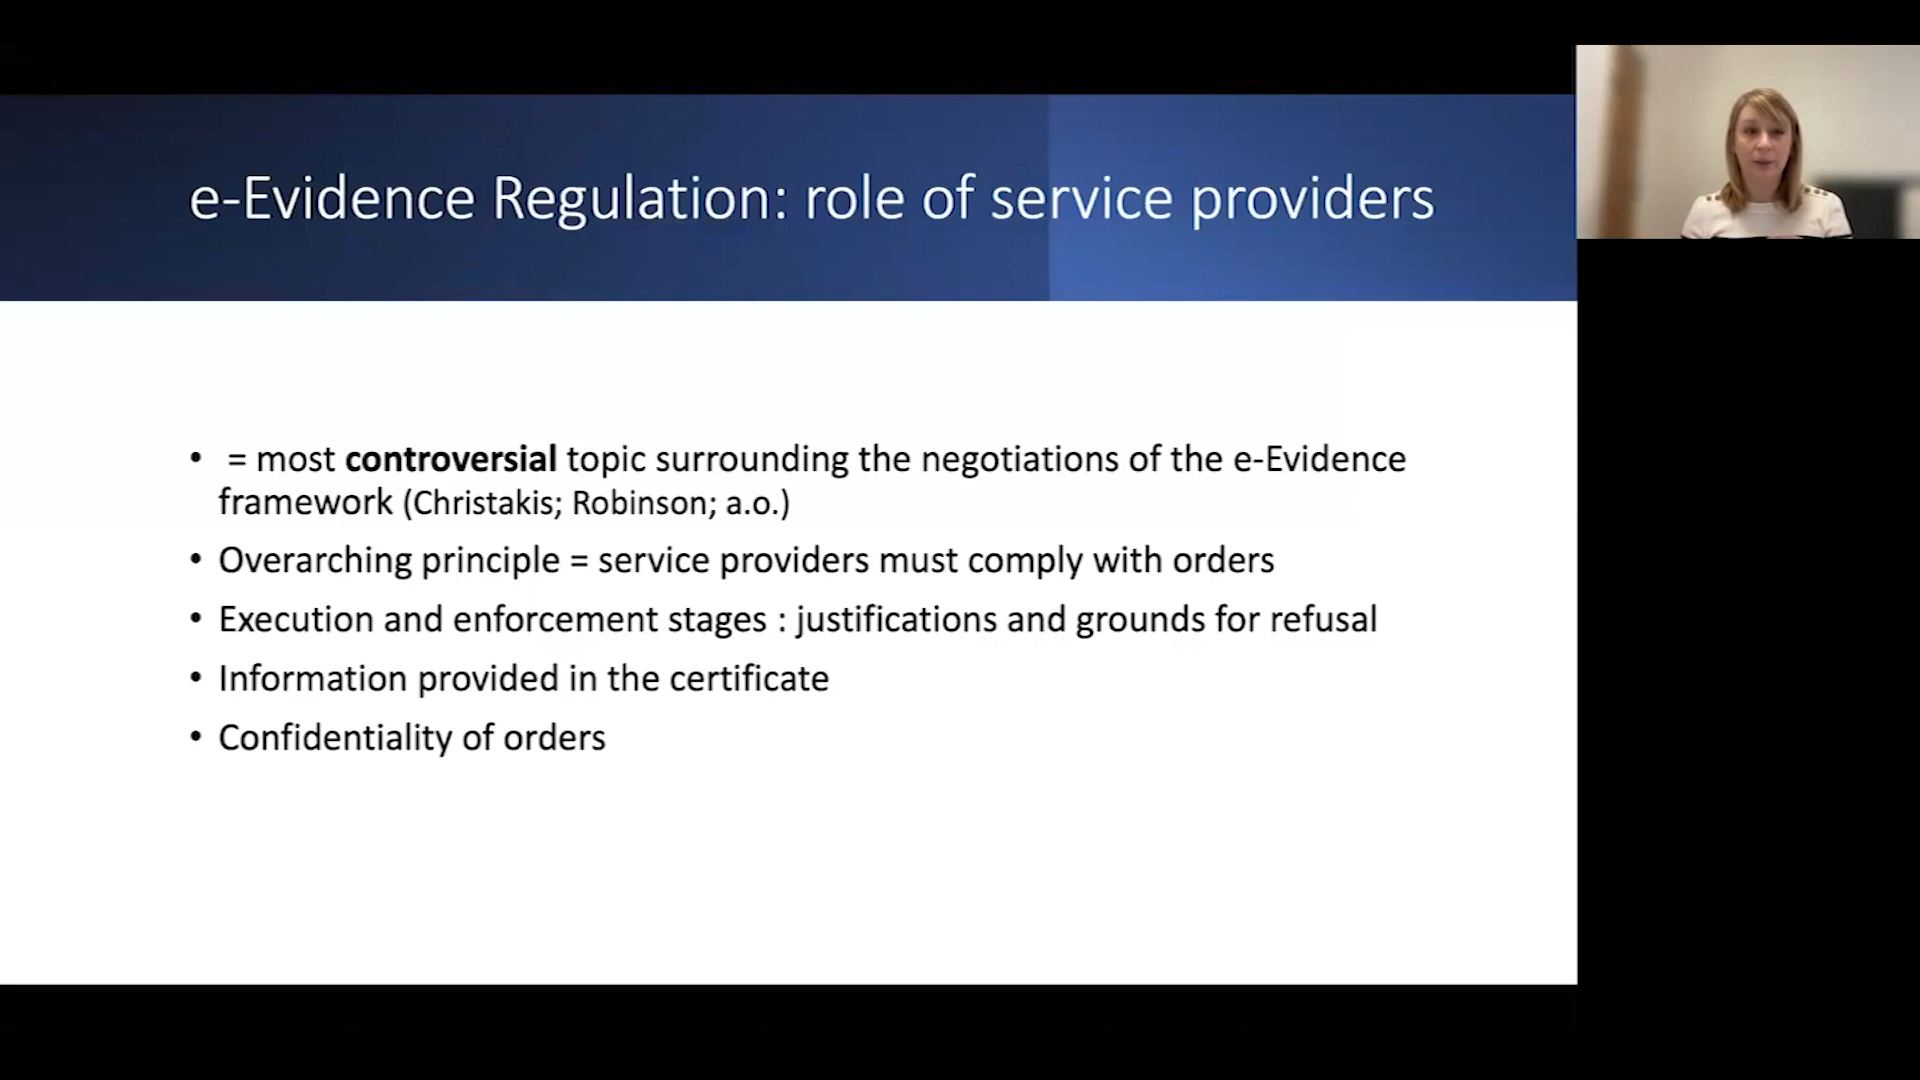 e-Evidence Regulation: role of service providers
• = most controversial topic surrounding the negotiations of the e-Evidence
framework (Christakis; Robinson; a.o.)
• Overarching principle = service providers must comply with orders
• Execution and enforcement stages : justifications and grounds for refusal
• Information provided in the certificate
• Confidentiality of orders